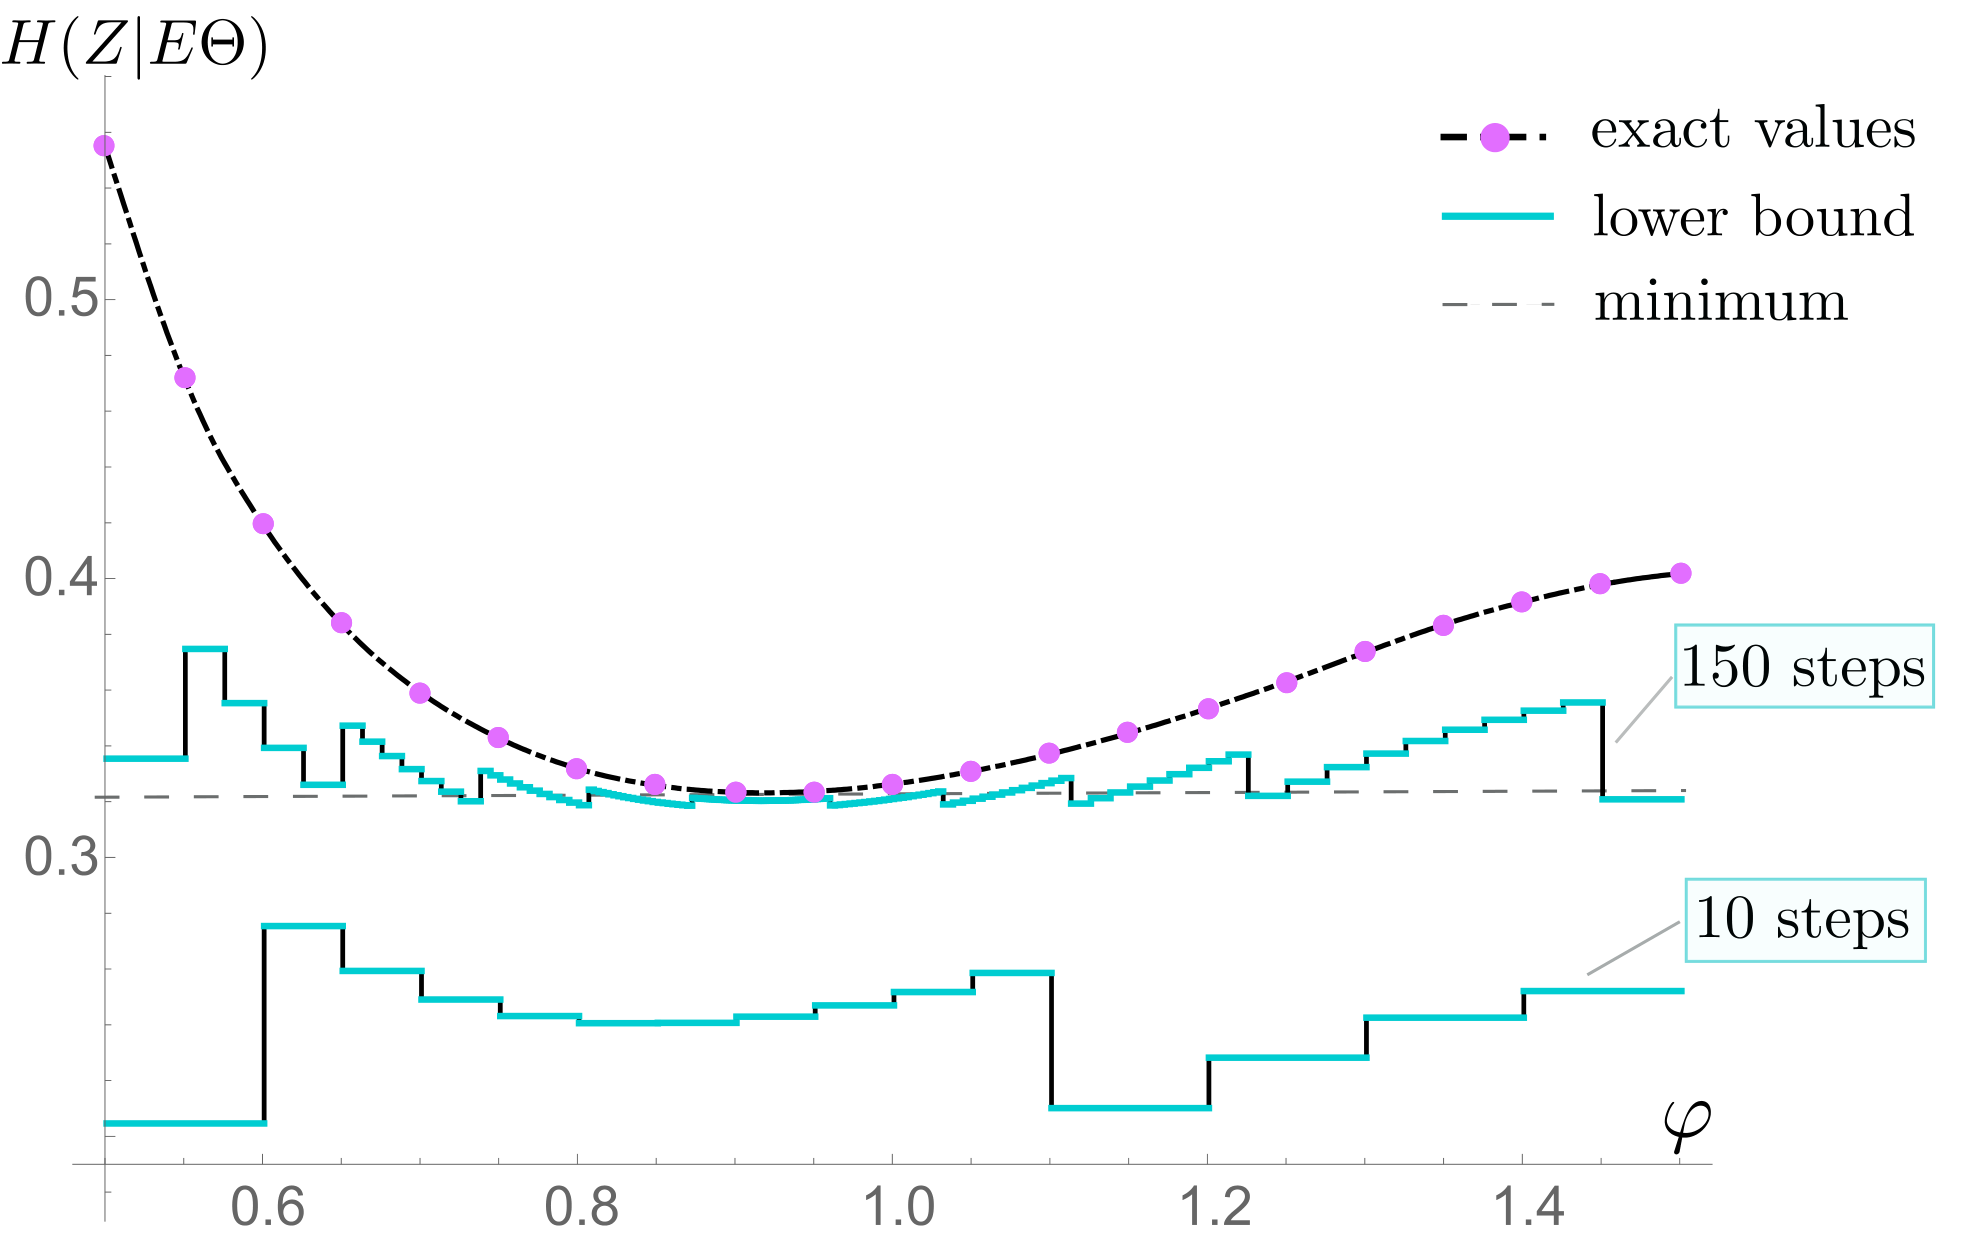 H(Z|EΘ)
exact values
lower bound
minimum
0.5
0.4
150 steps
0.3
10 steps
φ
0.6 0.8 1.0 1.2 1.4